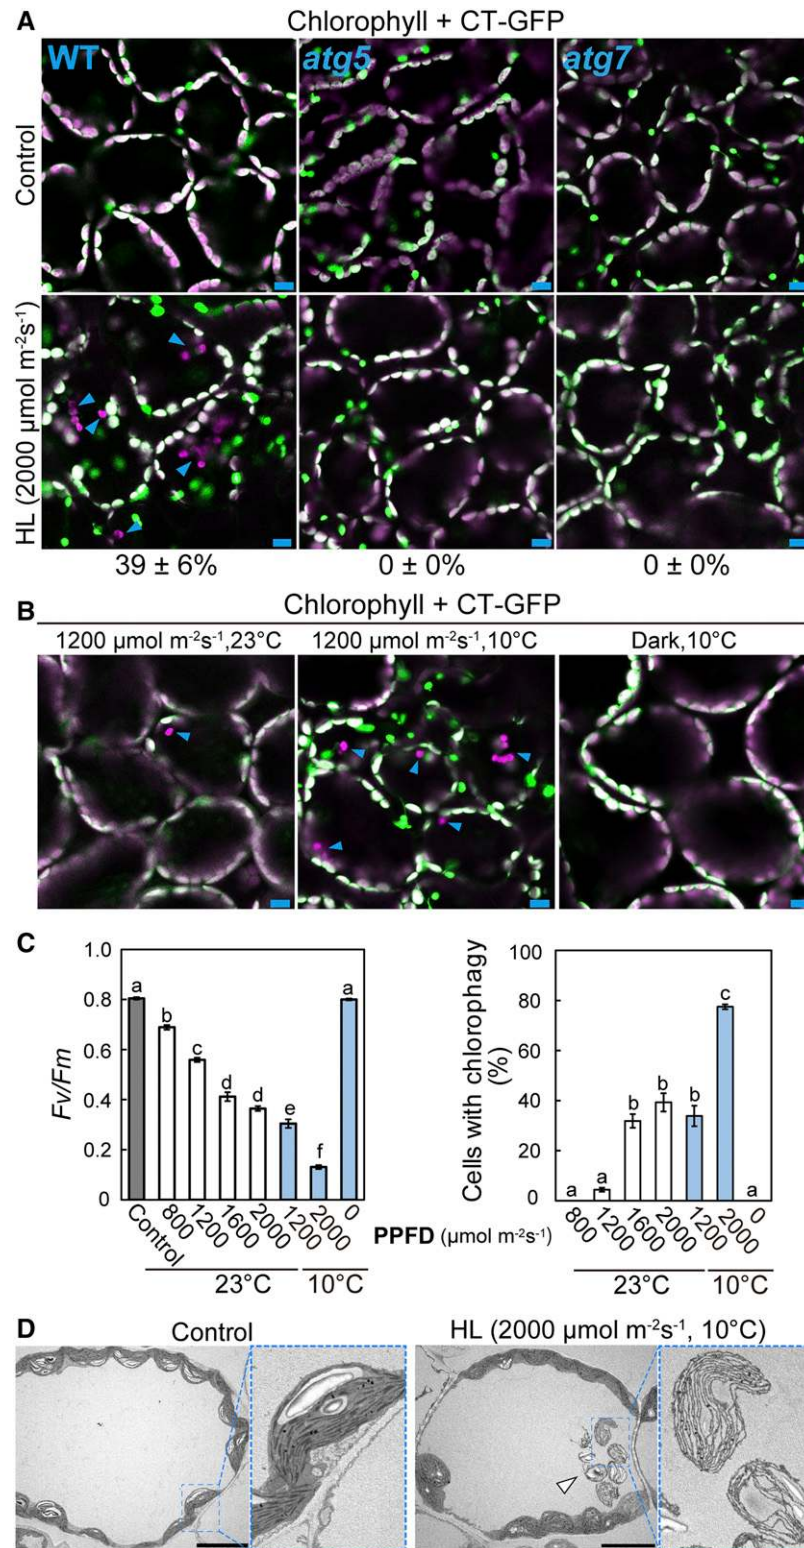 A
Chlorophyll + CT-GFP
WT
atg5
atg7
Control
HL (2000 µmol m-2s-1)
39 ± 6%
0 ± 0%
0 ± 0%
B
Chlorophyll + CT-GFP
1200 µmol m-2s-1,23°C
1200 µmol m-2s-1,10°C
Dark,10°C
C
Fv/Fm
1.0
0.8
0.6
0.4
0.2
0
a
b
c
d
d
e
f
a
Control
800
1200
1600
2000
1200
2000
0
23°C
10°C
PPFD (µmol m-2s-1)
Cells with chlorophagy
(%)
100
80
60
40
20
0
a
a
b
b
b
c
a
800
1200
1600
2000
1200
2000
0
23°C
10°C
D
Control
HL (2000 µmol m-2s-1, 10°C)